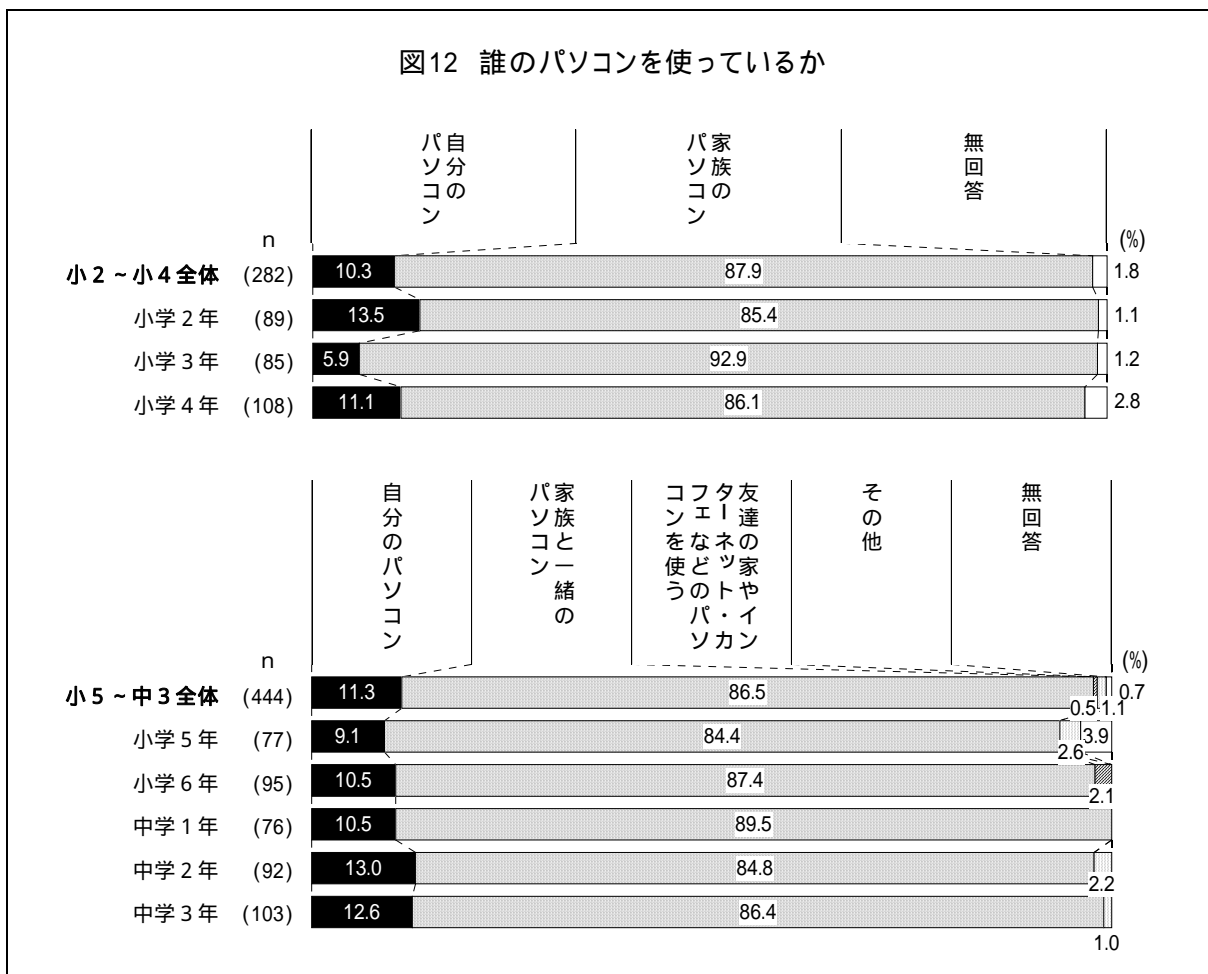 図12 誰のパソコンを使っているか
自分の
パソコン
家族の
パソコン
無回答
n
(%)
小2～小4全体 (282) 10.3 87.9 1.8
小学2年 (89) 13.5 85.4 1.1
小学3年 (85) 5.9 92.9 1.2
小学4年 (108) 11.1 86.1 2.8
自分のパソコン
家族と一緒の
パソコン
友達の家やイン
ターネット・カ
フェなどのパソ
コンを使う
その他
無回答
n
(%)
小5～中3全体 (444) 11.3 86.5 0.5 1.1 0.7
小学5年 (77) 9.1 84.4 2.6 3.9
小学6年 (95) 10.5 87.4 2.1
中学1年 (76) 10.5 89.5
中学2年 (92) 13.0 84.8 2.2
中学3年 (103) 12.6 86.4 1.0